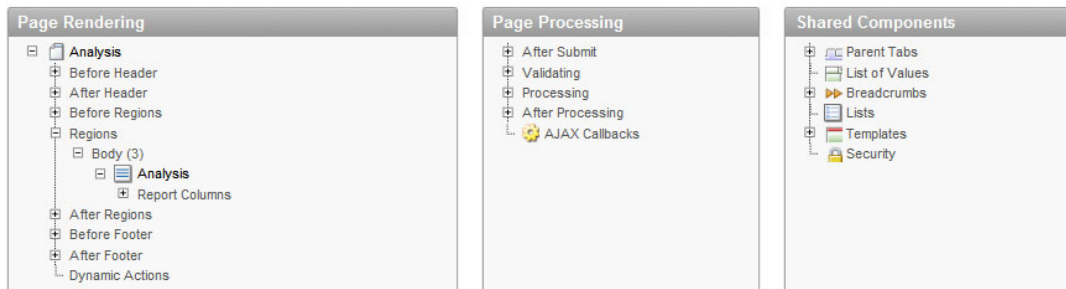 Page Rendering
Analysis
Before Header
After Header
Before Regions
Regions
Body (3)
Analysis
Report Columns
After Regions
Before Footer
After Footer
Dynamic Actions
Page Processing
After Submit
Validating
Processing
After Processing
AJAX Callbacks
Shared Components
Parent Tabs
List of Values
Breadcrumbs
Lists
Templates
Security